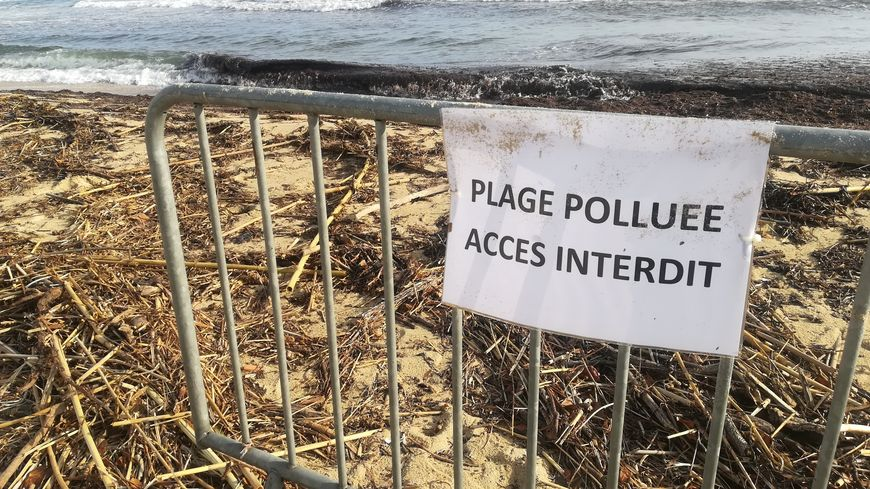 PLAGE POLLUEE
ACCES INTERDIT